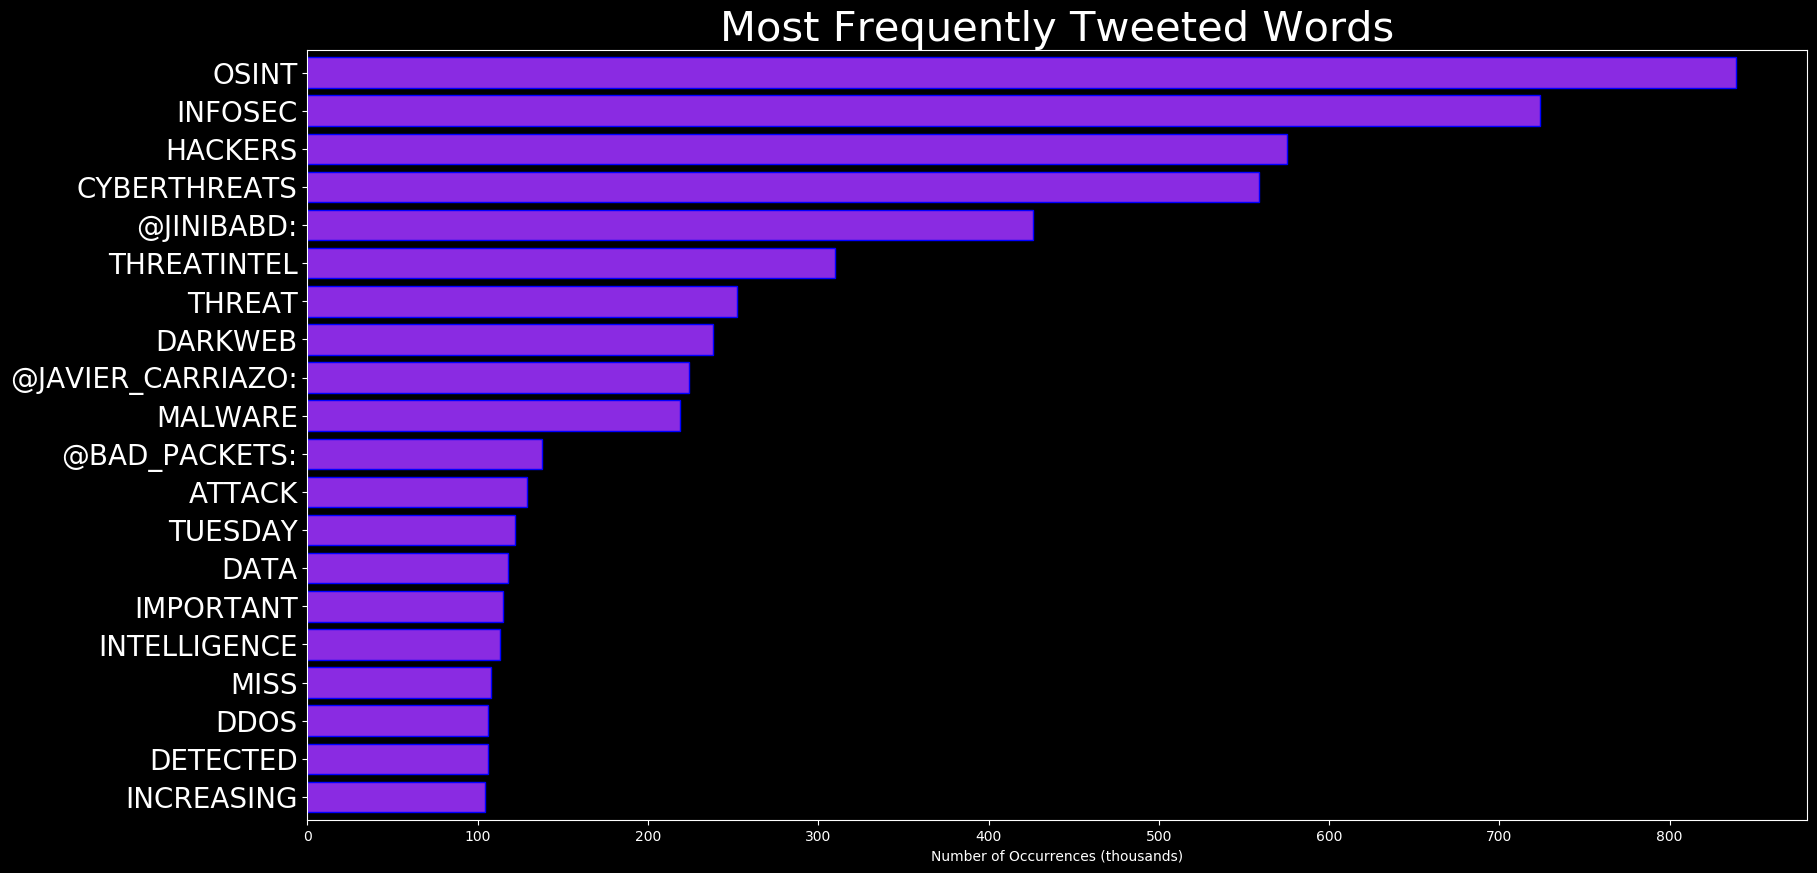 Most Frequently Tweeted Words
OSINT
INFOSEC
HACKERS
CYBERTHREATS
@JINIBABD:
THREATINTEL
THREAT
DARKWEB
@JAVIER_CARRIAZO:
MALWARE
@BAD_PACKETS:
ATTACK
TUESDAY
DATA
IMPORTANT
INTELLIGENCE
MISS
DDOS
DETECTED
INCREASING
0 100 200 300 400 500 600 700 800
Number of Occurrences (thousands)